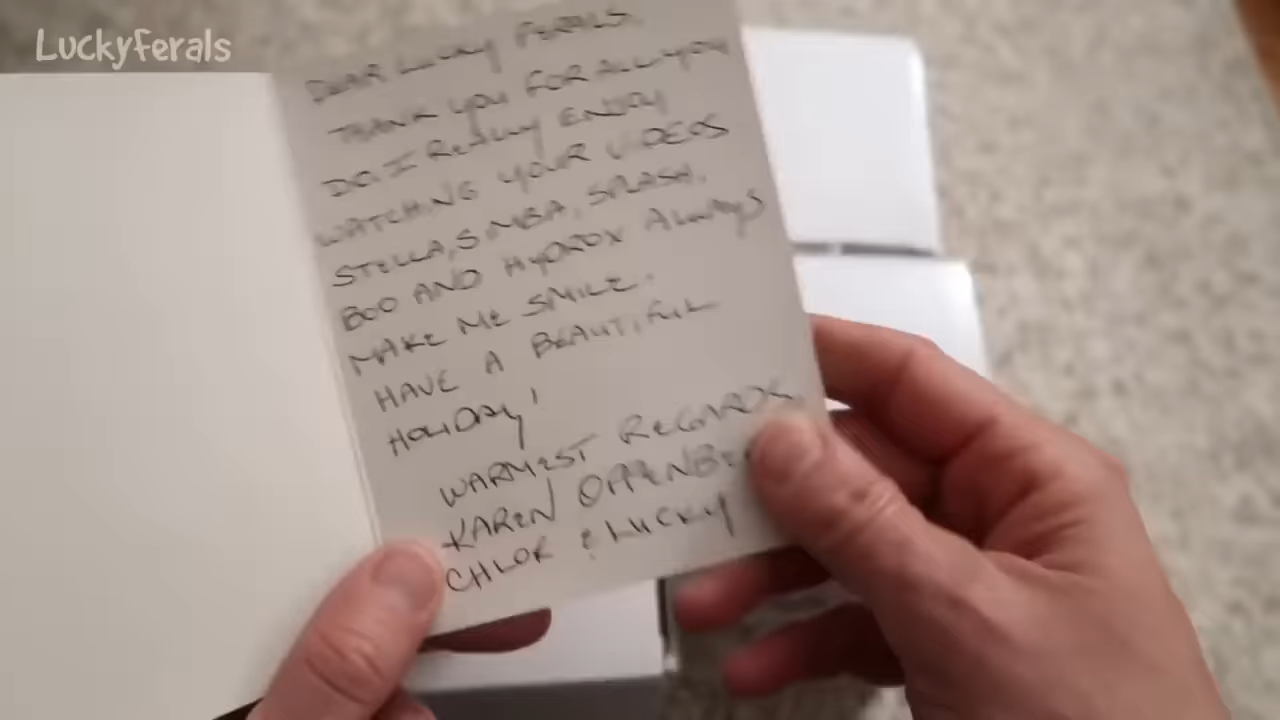 LuckyFerals
DEAR LUCKY FERALS,
THANK YOU FOR ALL YOU
DO. I REALLY ENJOY
WATCHING YOUR VIDEOS
STELLA, SIMBA, SPLASH,
BOO AND HYDROX ALWAYS
MAKE ME SMILE.
HAVE A BEAUTIFUL
HOLIDAY!
WARMEST REGARDS
KAREN
CHLOE & LUCKY